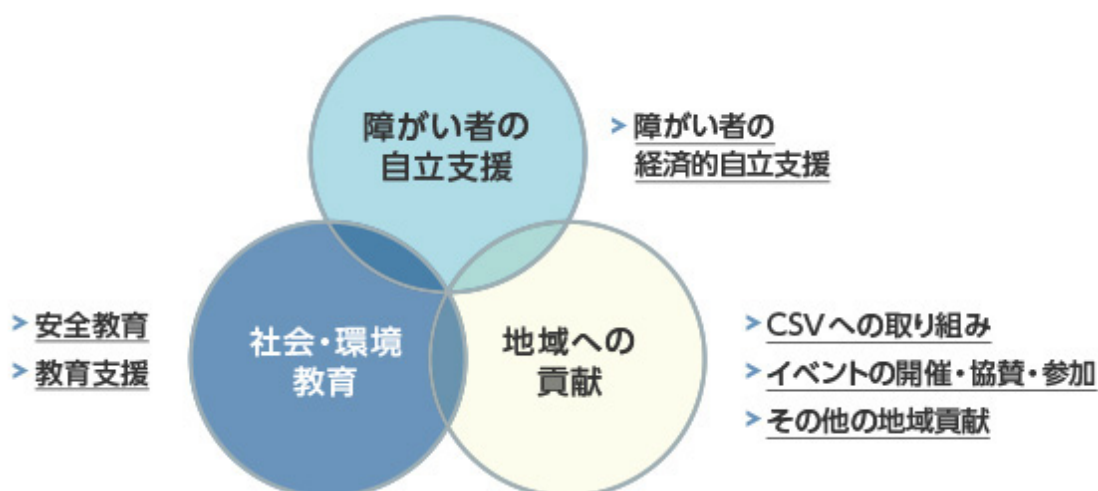 障がい者の
自立支援
> 障がい者の
経済的自立支援
社会・環境
教育
> 安全教育
> 教育支援
地域への
貢献
> CSVへの取り組み
> イベントの開催・協賛・参加
> その他の地域貢献